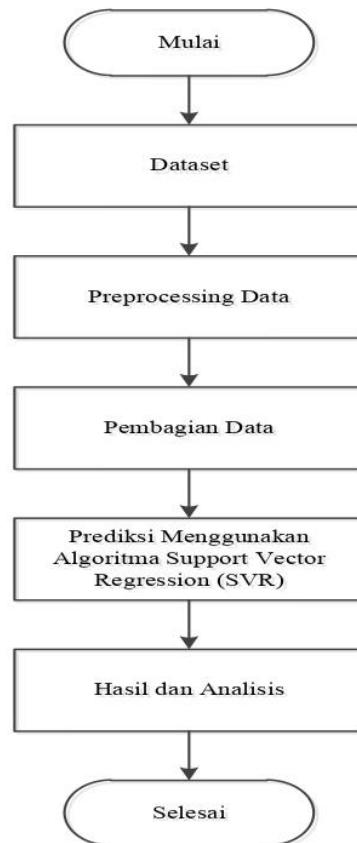 Mulai
Dataset
Preprocessing Data
Pembagian Data
Prediksi Menggunakan
Algoritma Support Vector
Regression (SVR)
Hasil dan Analisis
Selesai